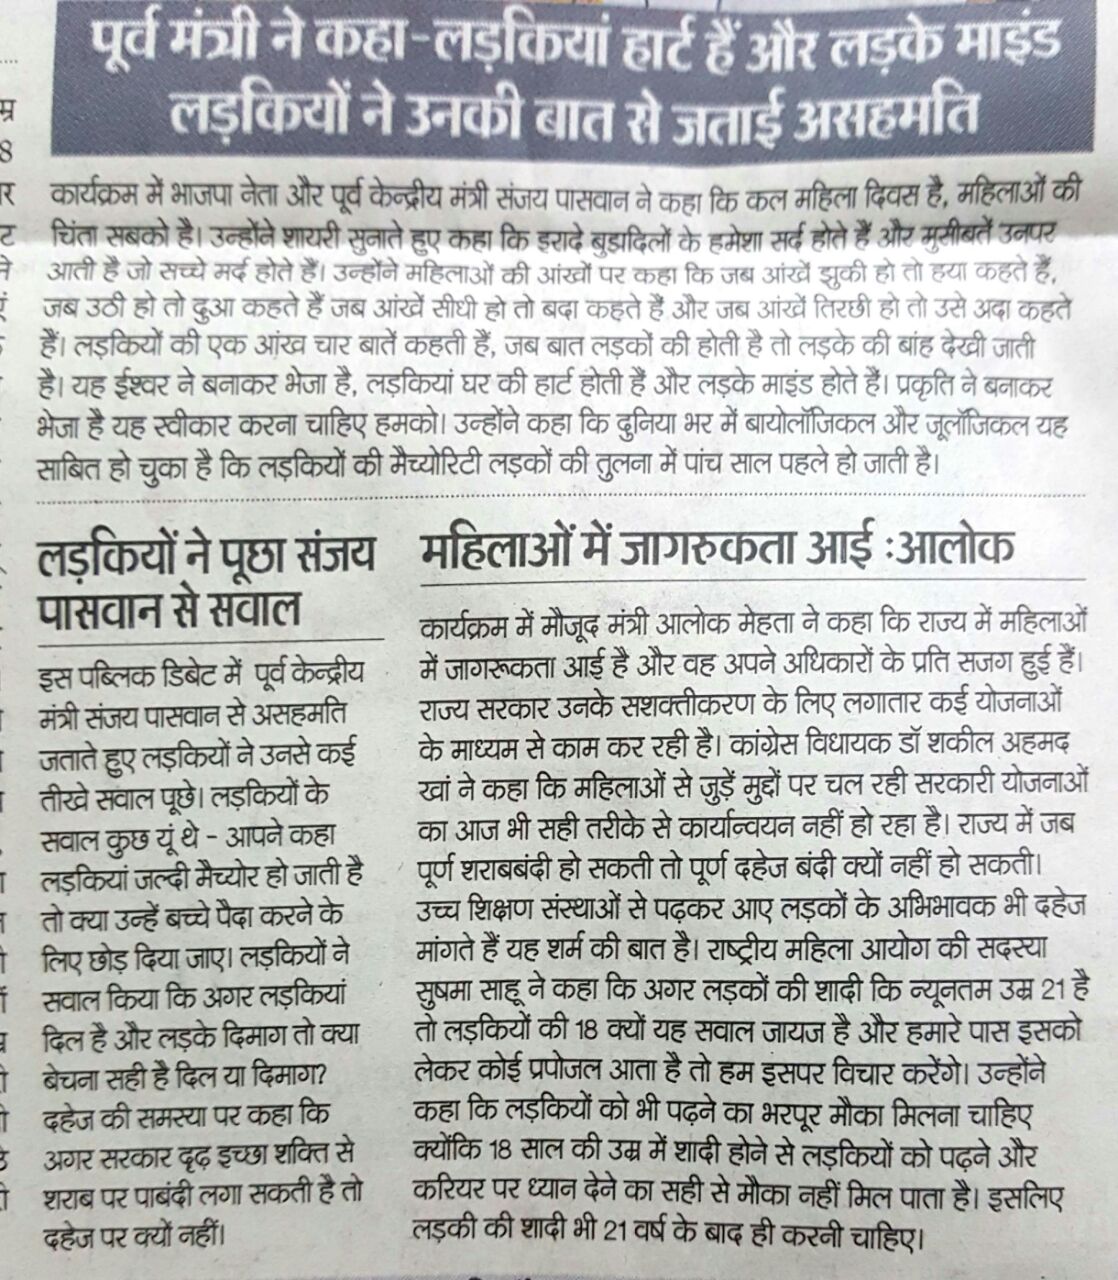 पूर्व मंत्री ने कहा-लड़कियां हार्ट हैं और लड़के माइंड
लड़कियों ने उनकी बात से जताई असहमति
कार्यक्रम में भाजपा नेता और पूर्व केन्द्रीय मंत्री संजय पासवान ने कहा कि कल महिला दिवस है, महिलाओं की
चिंता सबको है। उन्होंने शायरी सुनाते हुए कहा कि इरादे बुझदिलों के हमेशा सर्द होते हैं और मुसीबतें उनपर
आती है जो सच्चे मर्द होते हैं। उन्होंने महिलाओं की आंखों पर कहा कि जब आंखें झुकी हो तो हया कहते हैं,
जब उठी हो तो दुआ कहते हैं जब आंखें सीधी हो तो बदा कहते हैं और जब आंखें तिरछी हो तो उसे अदा कहते
हैं। लड़कियों की एक आंख चार बातें कहती हैं, जब बात लड़कों की होती है तो लड़के की बांह देखी जाती
है। यह ईश्वर ने बनाकर भेजा है, लड़कियां घर की हार्ट होती हैं और लड़के माइंड होते हैं। प्रकृति ने बनाकर
भेजा है यह स्वीकार करना चाहिए हमको। उन्होंने कहा कि दुनिया भर में बायोलॉजिकल और जूलॉजिकल यह
साबित हो चुका है कि लड़कियों की मैच्योरिटी लड़कों की तुलना में पांच साल पहले हो जाती है।
लड़कियों ने पूछा संजय
पासवान से सवाल
इस पब्लिक डिबेट में पूर्व केन्द्रीय
मंत्री संजय पासवान से असहमति
जताते हुए लड़कियों ने उनसे कई
तीखे सवाल पूछे। लड़कियों के
सवाल कुछ यूं थे - आपने कहा
लड़कियां जल्दी मैच्योर हो जाती है
तो क्या उन्हें बच्चे पैदा करने के
लिए छोड़ दिया जाए। लड़कियों ने
सवाल किया कि अगर लड़कियां
दिल है और लड़के दिमाग तो क्या
बेचना सही है दिल या दिमाग?
दहेज की समस्या पर कहा कि
अगर सरकार दृढ़ इच्छा शक्ति से
शराब पर पाबंदी लगा सकती है तो
दहेज पर क्यों नहीं।
महिलाओं में जागरुकता आई :आलोक
कार्यक्रम में मौजूद मंत्री आलोक मेहता ने कहा कि राज्य में महिलाओं
में जागरूकता आई है और वह अपने अधिकारों के प्रति सजग हुई हैं।
राज्य सरकार उनके सशक्तीकरण के लिए लगातार कई योजनाओं
के माध्यम से काम कर रही है। कांग्रेस विधायक डॉ शकील अहमद
खां ने कहा कि महिलाओं से जुड़ें मुद्दों पर चल रही सरकारी योजनाओं
का आज भी सही तरीके से कार्यान्वयन नहीं हो रहा है। राज्य में जब
पूर्ण शराबबंदी हो सकती तो पूर्ण दहेज बंदी क्यों नहीं हो सकती।
उच्च शिक्षण संस्थाओं से पढ़कर आए लड़कों के अभिभावक भी दहेज
मांगते हैं यह शर्म की बात है। राष्ट्रीय महिला आयोग की सदस्या
सुषमा साहू ने कहा कि अगर लड़कों की शादी कि न्यूनतम उम्र 21 है
तो लड़कियों की 18 क्यों यह सवाल जायज है और हमारे पास इसको
लेकर कोई प्रपोजल आता है तो हम इसपर विचार करेंगे। उन्होंने
कहा कि लड़कियों को भी पढ़ने का भरपूर मौका मिलना चाहिए
क्योंकि 18 साल की उम्र में शादी होने से लड़कियों को पढ़ने और
करियर पर ध्यान देने का सही से मौका नहीं मिल पाता है। इसलिए
लड़की की शादी भी 21 वर्ष के बाद ही करनी चाहिए।